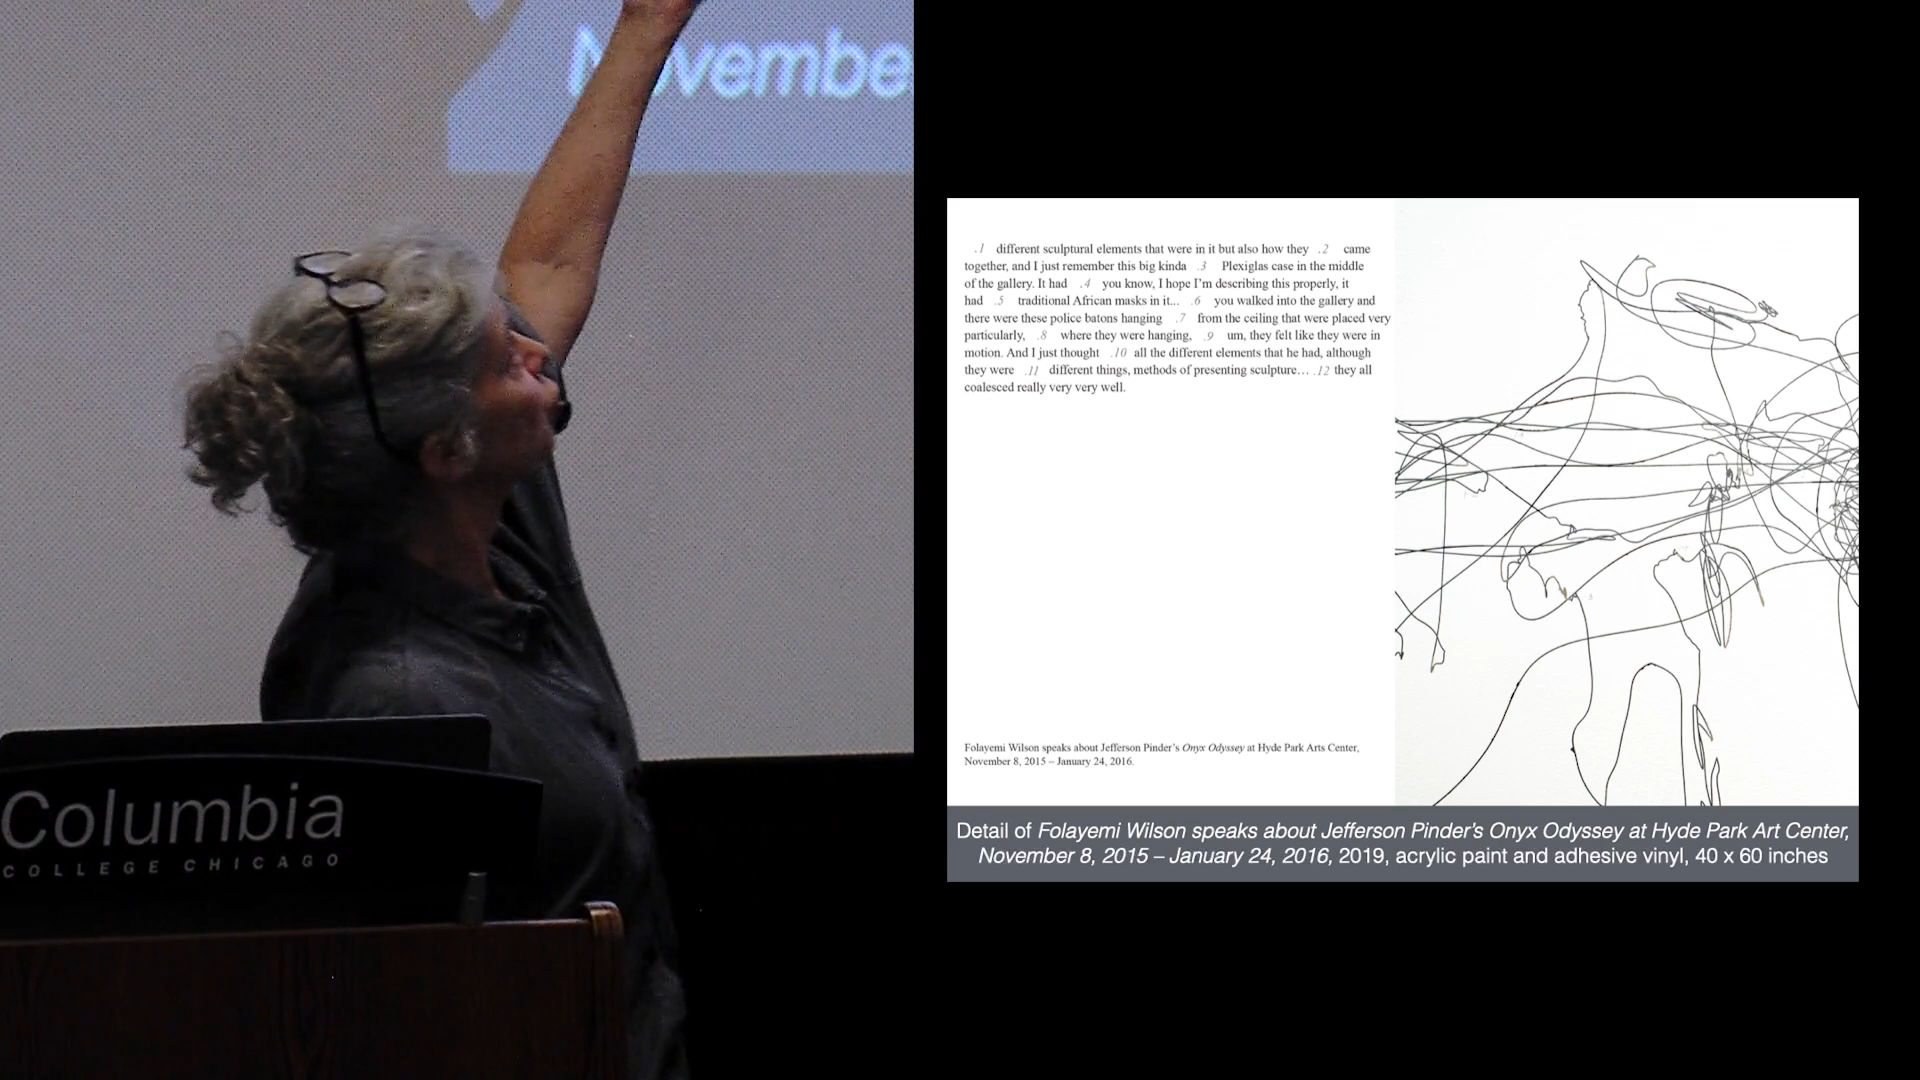 Novembe
Columbia
COLLEGE CHICAGO
.1 different sculptural elements that were in it but also how they .2 came
together, and I just remember this big kinda .3 Plexiglas case in the middle
of the gallery. It had .4 you know, I hope I'm describing this properly, it
had .5 traditional African masks in it... .6 you walked into the gallery and
there were these police batons hanging .7 from the ceiling that were placed very
particularly, .8 where they were hanging, .9 um, they felt like they were in
motion. And I just thought .10 all the different elements that he had, although
they were .11 different things, methods of presenting sculpture… .12 they all
coalesced really very very well.
Folayemi Wilson speaks about Jefferson Pinder's Onyx Odyssey at Hyde Park Arts Center,
November 8, 2015 – January 24, 2016.
Detail of Folayemi Wilson speaks about Jefferson Pinder's Onyx Odyssey at Hyde Park Art Center,
November 8, 2015 – January 24, 2016, 2019, acrylic paint and adhesive vinyl, 40 x 60 inches